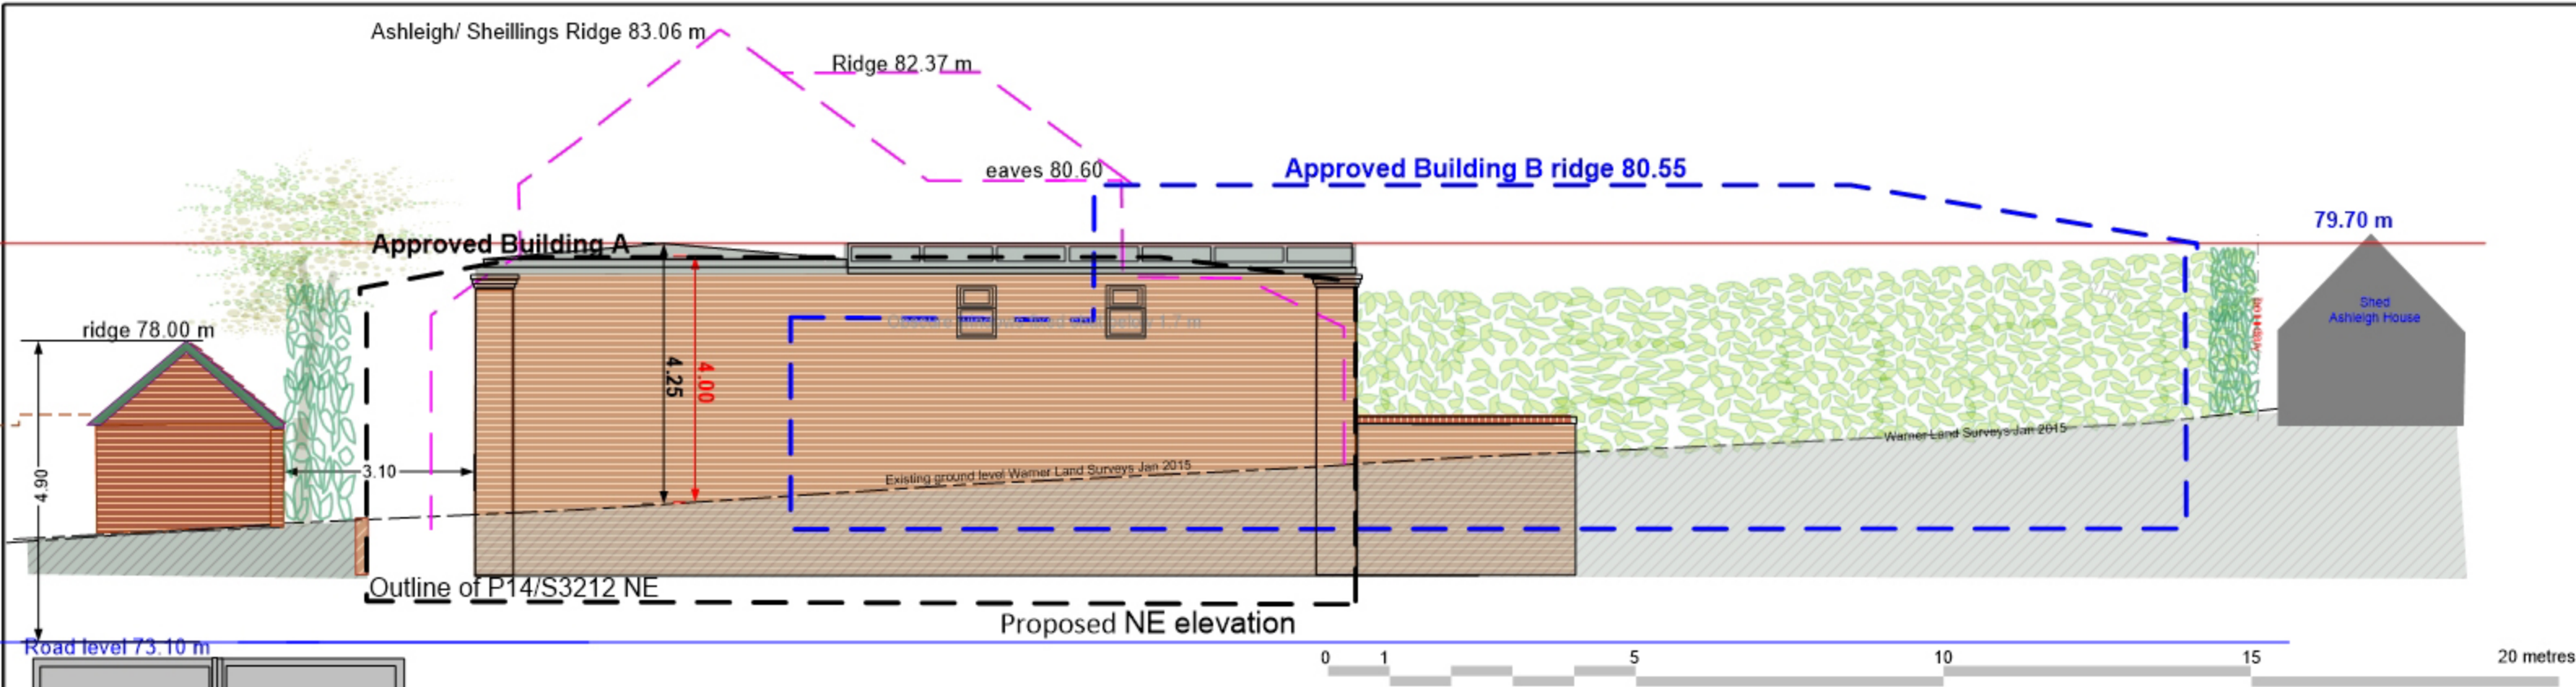 Ashleigh/ Sheillings Ridge 83.06 m
Ridge 82.37 m
eaves 80.60
Approved Building B ridge 80.55
79.70 m
Approved Building A
Shed
Ashleigh House
ridge 78.00 m
4.25
4.00
3.10
4.90
Warner Land Surveys Jan 2015
Existing ground level Warner Land Surveys Jan 2015
Outline of P14/S3212 NE
Proposed NE elevation
Road level 73.10 m
0 1 5 10 15 20 metres